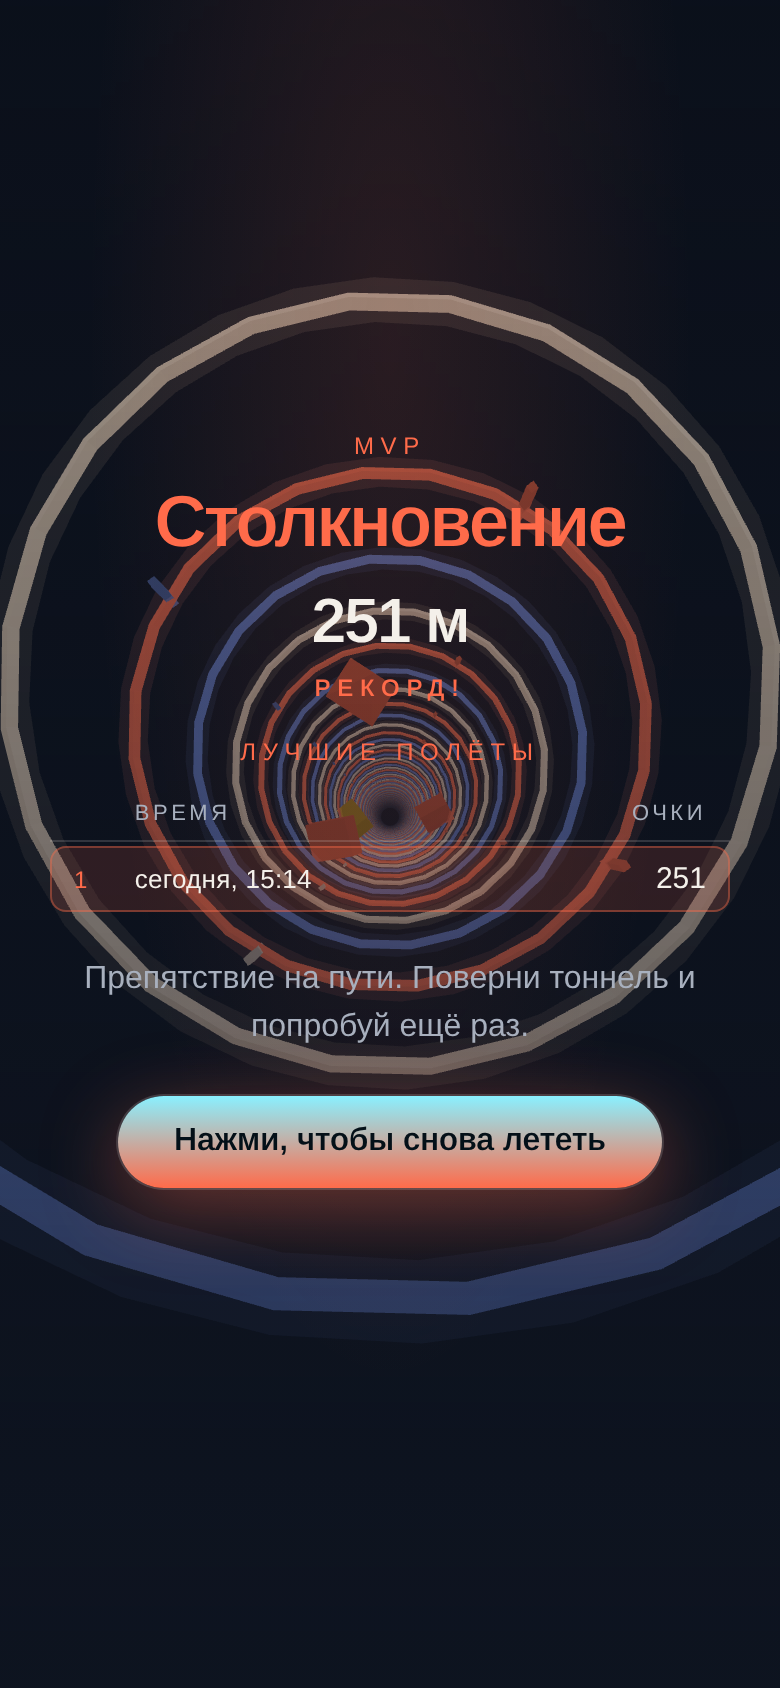 MVP
Столкновение
251 м
РЕКОРД!
ЛУЧШИЕ ПОЛЁТЫ
ВРЕМЯ ОЧКИ
1 сегодня, 15:14 251
Препятствие на пути. Поверни тоннель и
попробуй ещё раз.
Нажми, чтобы снова лететь